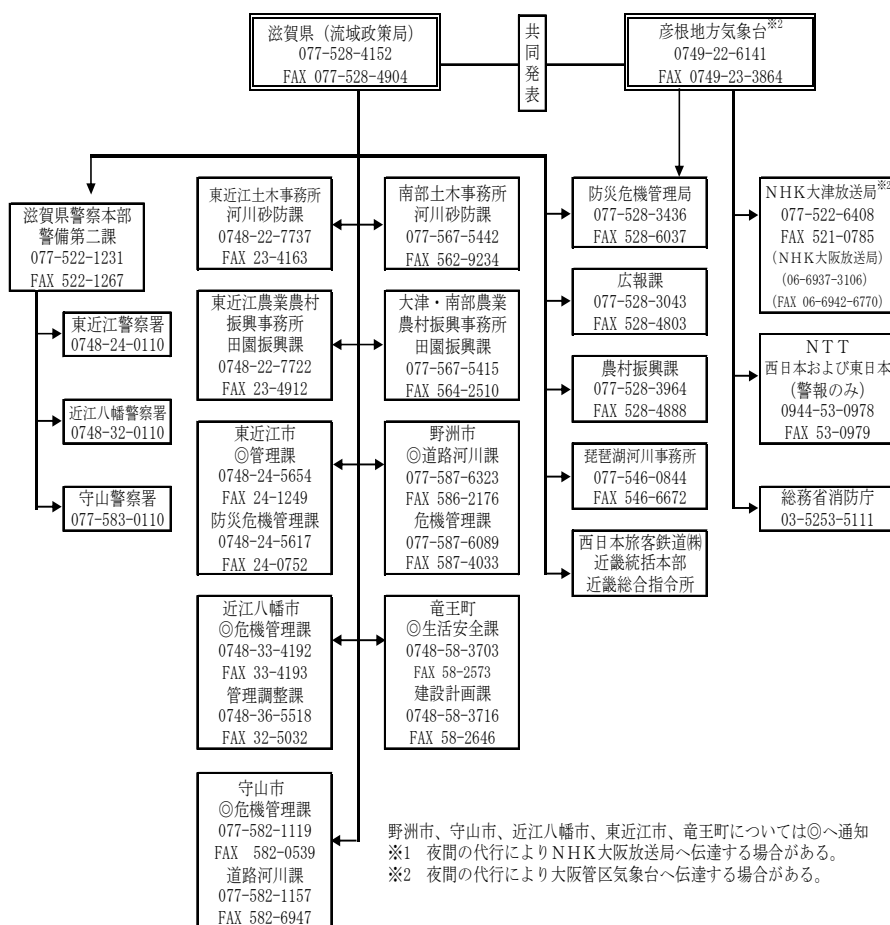 滋賀県（流域政策局）
077-528-4152
FAX 077-528-4904
共
同
発
表
彦根地方気象台※2
0749-22-6141
FAX 0749-23-3864
滋賀県警察本部
警備第二課
077-522-1231
FAX 522-1267
東近江警察署
0748-24-0110
近江八幡警察署
0748-32-0110
守山警察署
077-583-0110
東近江土木事務所
河川砂防課
0748-22-7737
FAX 23-4163
南部土木事務所
河川砂防課
077-567-5442
FAX 562-9234
東近江農業農村
振興事務所
田園振興課
0748-22-7722
FAX 23-4912
大津・南部農業
農村振興事務所
田園振興課
077-567-5415
FAX 564-2510
東近江市
◎管理課
0748-24-5654
FAX 24-1249
防災危機管理課
0748-24-5617
FAX 24-0752
野洲市
◎道路河川課
077-587-6323
FAX 586-2176
危機管理課
077-587-6089
FAX 587-4033
近江八幡市
◎危機管理課
0748-33-4192
FAX 33-4193
管理調整課
0748-36-5518
FAX 32-5032
竜王町
◎生活安全課
0748-58-3703
FAX 58-2573
建設計画課
0748-58-3716
FAX 58-2646
守山市
◎危機管理課
077-582-1119
FAX 582-0539
道路河川課
077-582-1157
FAX 582-6947
防災危機管理局
077-528-3436
FAX 528-6037
広報課
077-528-3043
FAX 528-4803
農村振興課
077-528-3964
FAX 528-4888
琵琶湖河川事務所
077-546-0844
FAX 546-6672
西日本旅客鉄道㈱
近畿統括本部
近畿総合指令所
NHK大津放送局※2
077-522-6408
FAX 521-0785
(NHK大阪放送局)
(06-6937-3106)
(FAX 06-6942-6770)
NTT
西日本および東日本
(警報のみ)
0944-53-0978
FAX 53-0979
総務省消防庁
03-5253-5111
野洲市、守山市、近江八幡市、東近江市、竜王町については◎へ通知
※1 夜間の代行によりNHK大阪放送局へ伝達する場合がある。
※2 夜間の代行により大阪管区気象台へ伝達する場合がある。